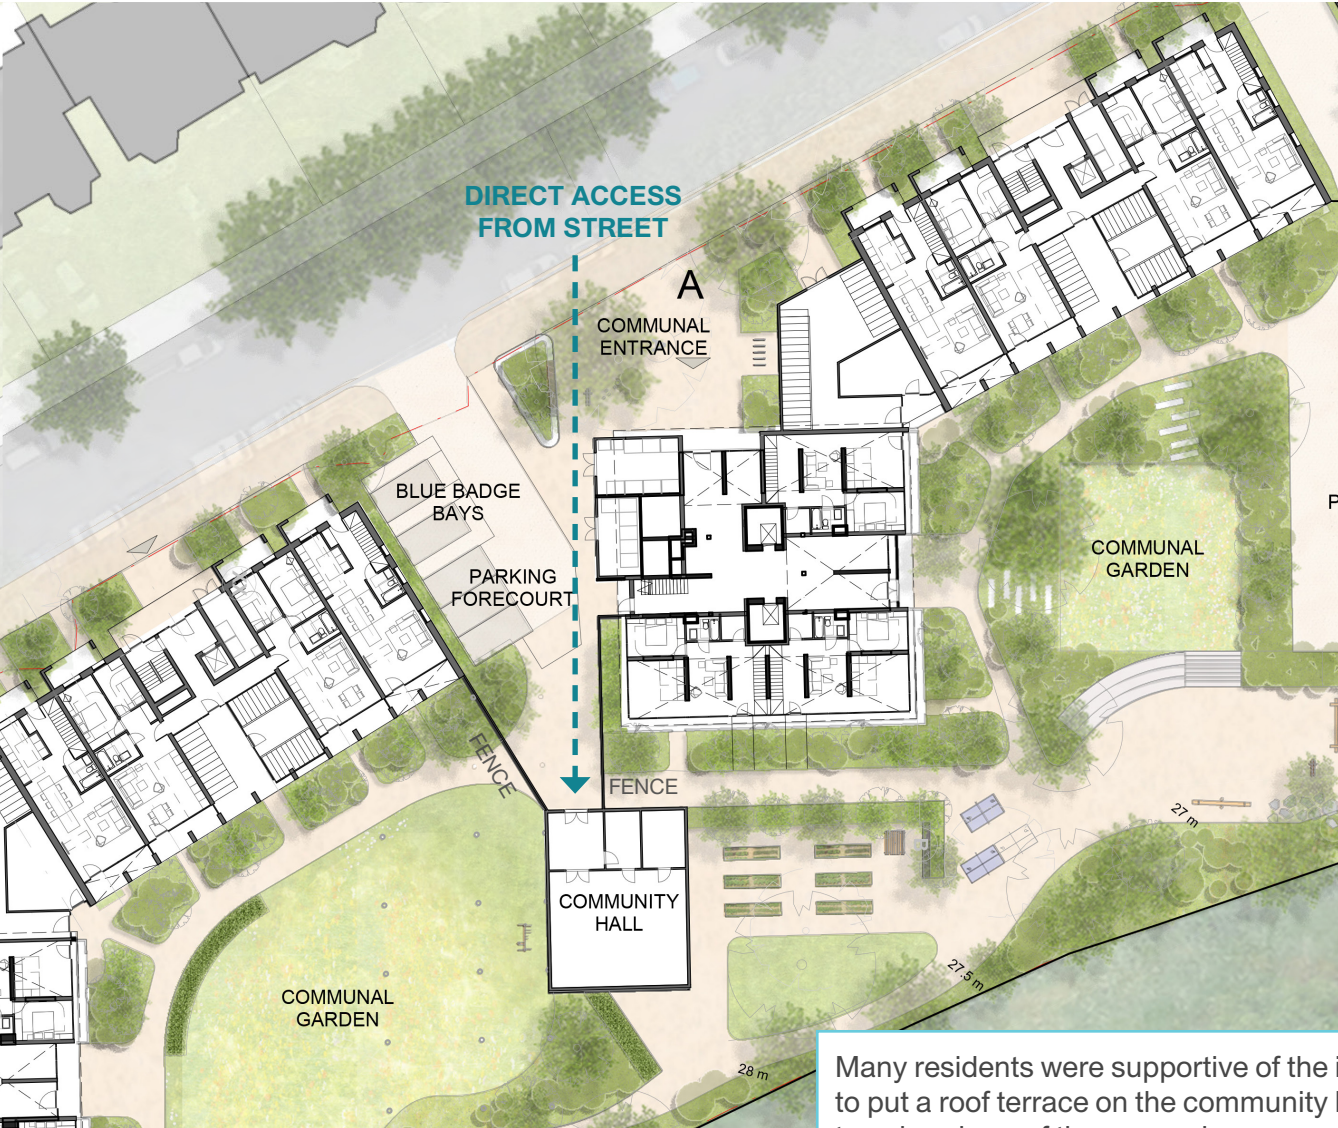 DIRECT ACCESS
FROM STREET
A
COMMUNAL
ENTRANCE
BLUE BADGE
BAYS
PARKING
FORECOURT
COMMUNAL
GARDEN
P
FENCE
FENCE
27 m
COMMUNITY
HALL
27.5 m
COMMUNAL
GARDEN
28 m
Many residents were supportive of the
to put a roof terrace on the community